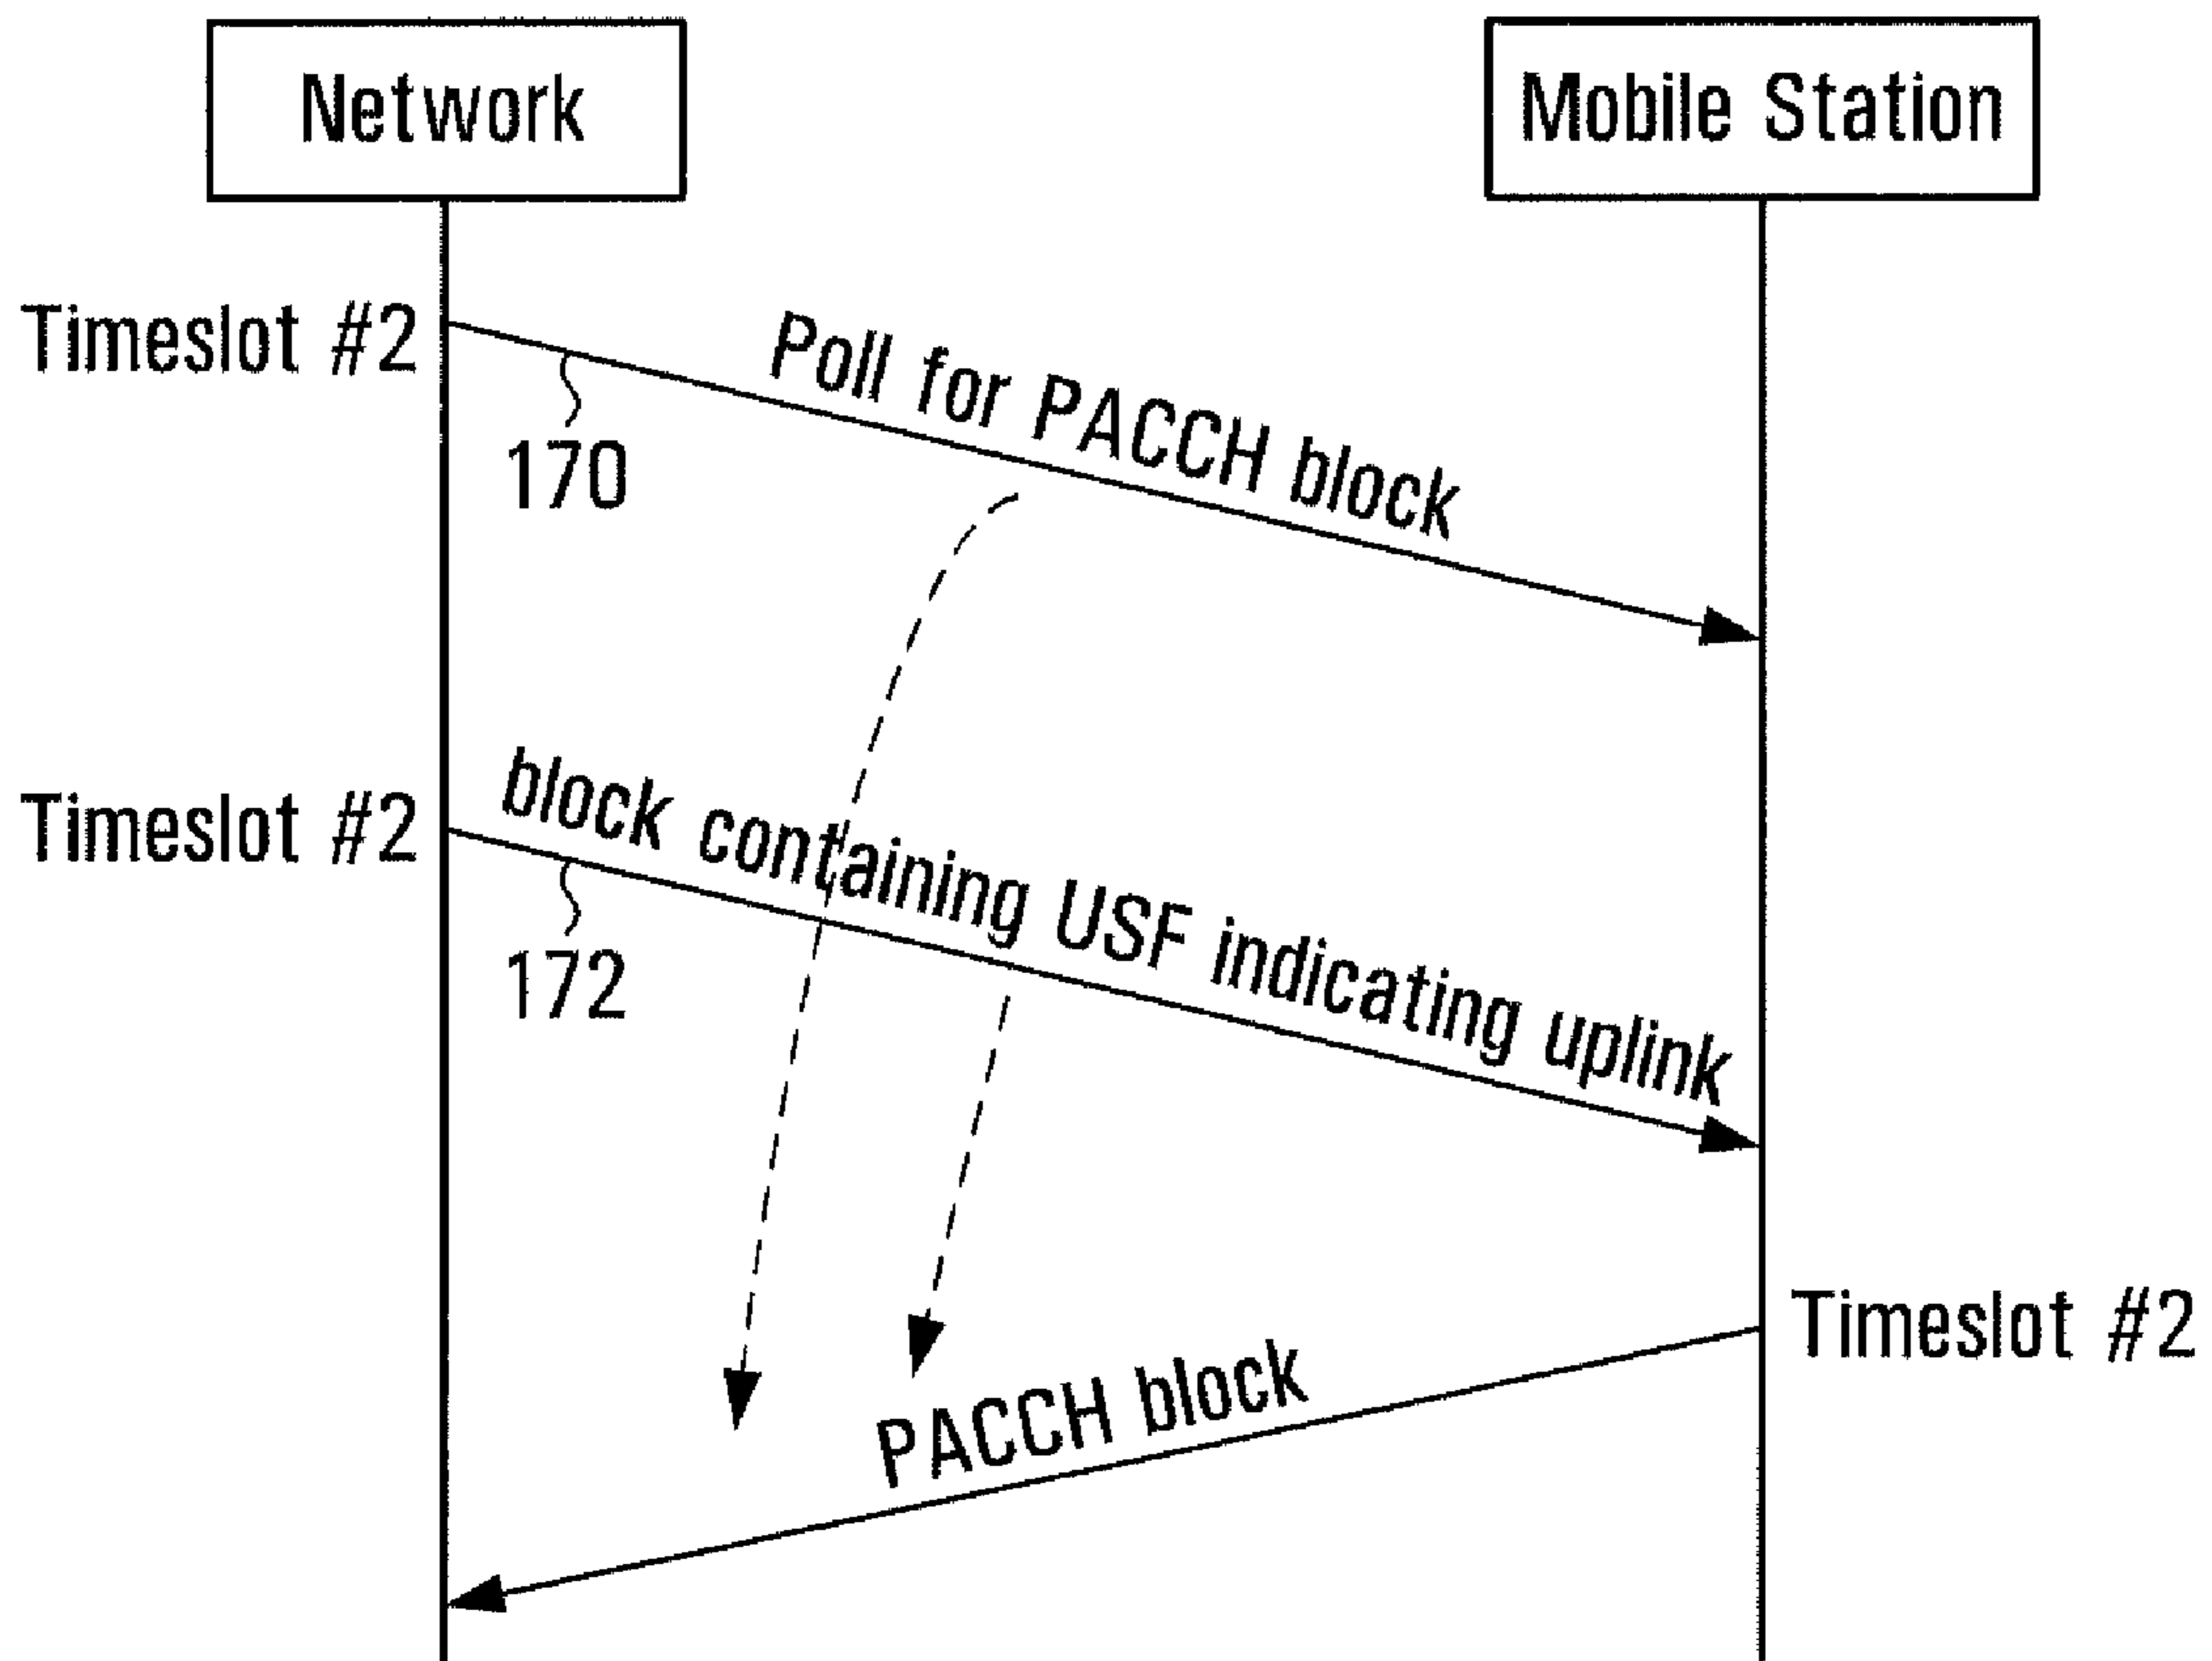 Network
Mobile Station
Timeslot #2
Poll for PACCH block
170
Timeslot #2
block containing USF indicating uplink
172
Timeslot #2
PACCH block